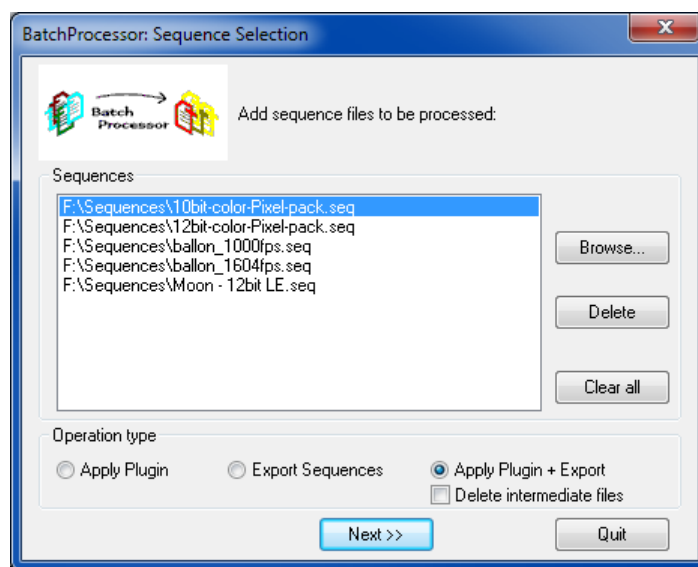 BatchProcessor: Sequence Selection
Batch
Processor
Add sequence files to be processed:
Sequences
F:\Sequences\10bit-color-Pixel-pack.seq
F:\Sequences\12bit-color-Pixel-pack.seq
F:\Sequences\ballon_1000fps.seq
F:\Sequences\ballon_1604fps.seq
F:\Sequences\Moon - 12bit LE.seq
Browse...
Delete
Clear all
Operation type
Apply Plugin
Export Sequences
Apply Plugin + Export
Delete intermediate files
Next >>
Quit